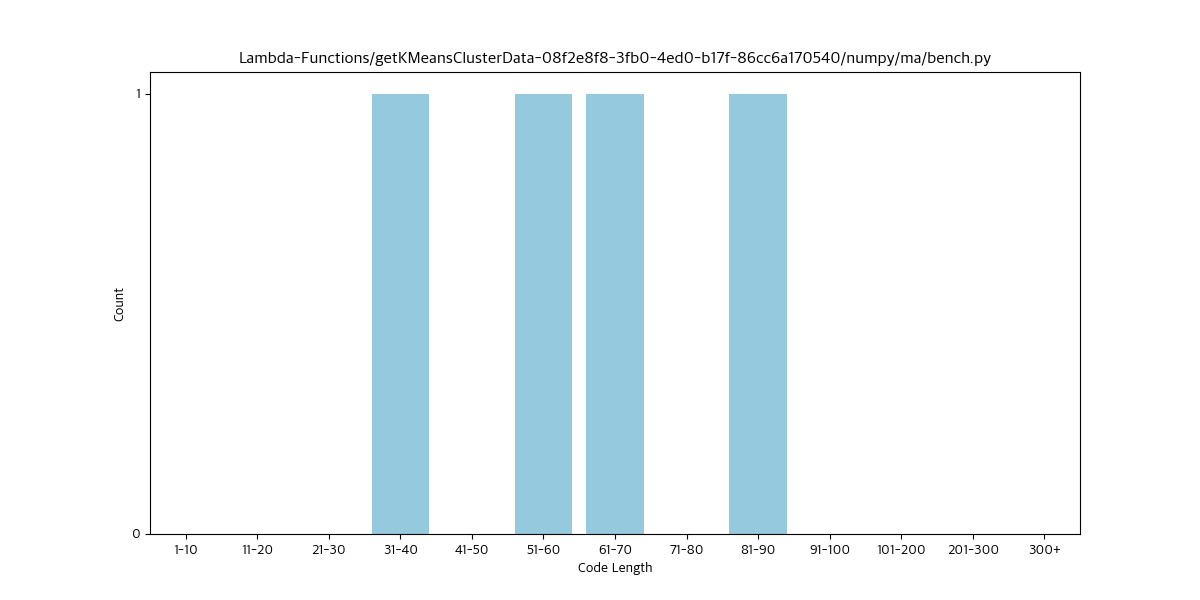 Lambda-Functions/getKMeansClusterData-08f2e8f8-3fb0-4ed0-b17f-86cc6a170540/numpy/ma/bench.py
1
Count
0
1-10 11-20 21-30 31-40 41-50 51-60 61-70 71-80 81-90 91-100 101-200 201-300 300+
Code Length